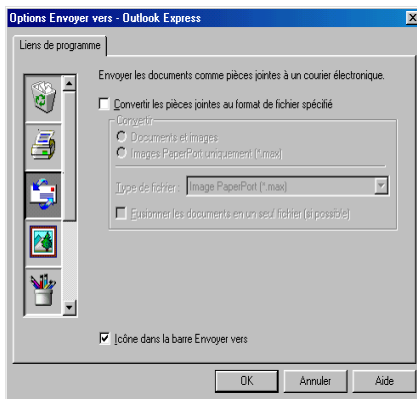 Options Envoyer vers - Outlook Express
Liens de programme
Envoyer les documents comme pièces jointes à un courier électronique.
Convertir les pièces jointes au format de fichier spécifié
Convertir
Documents et images
Images PaperPort uniquement (*.max)
Type de fichier : Image PaperPort (*.max)
Fusionner les documents en un seul fichier (si possible)
Icône dans la barre Envoyer vers
OK Annuler Aide